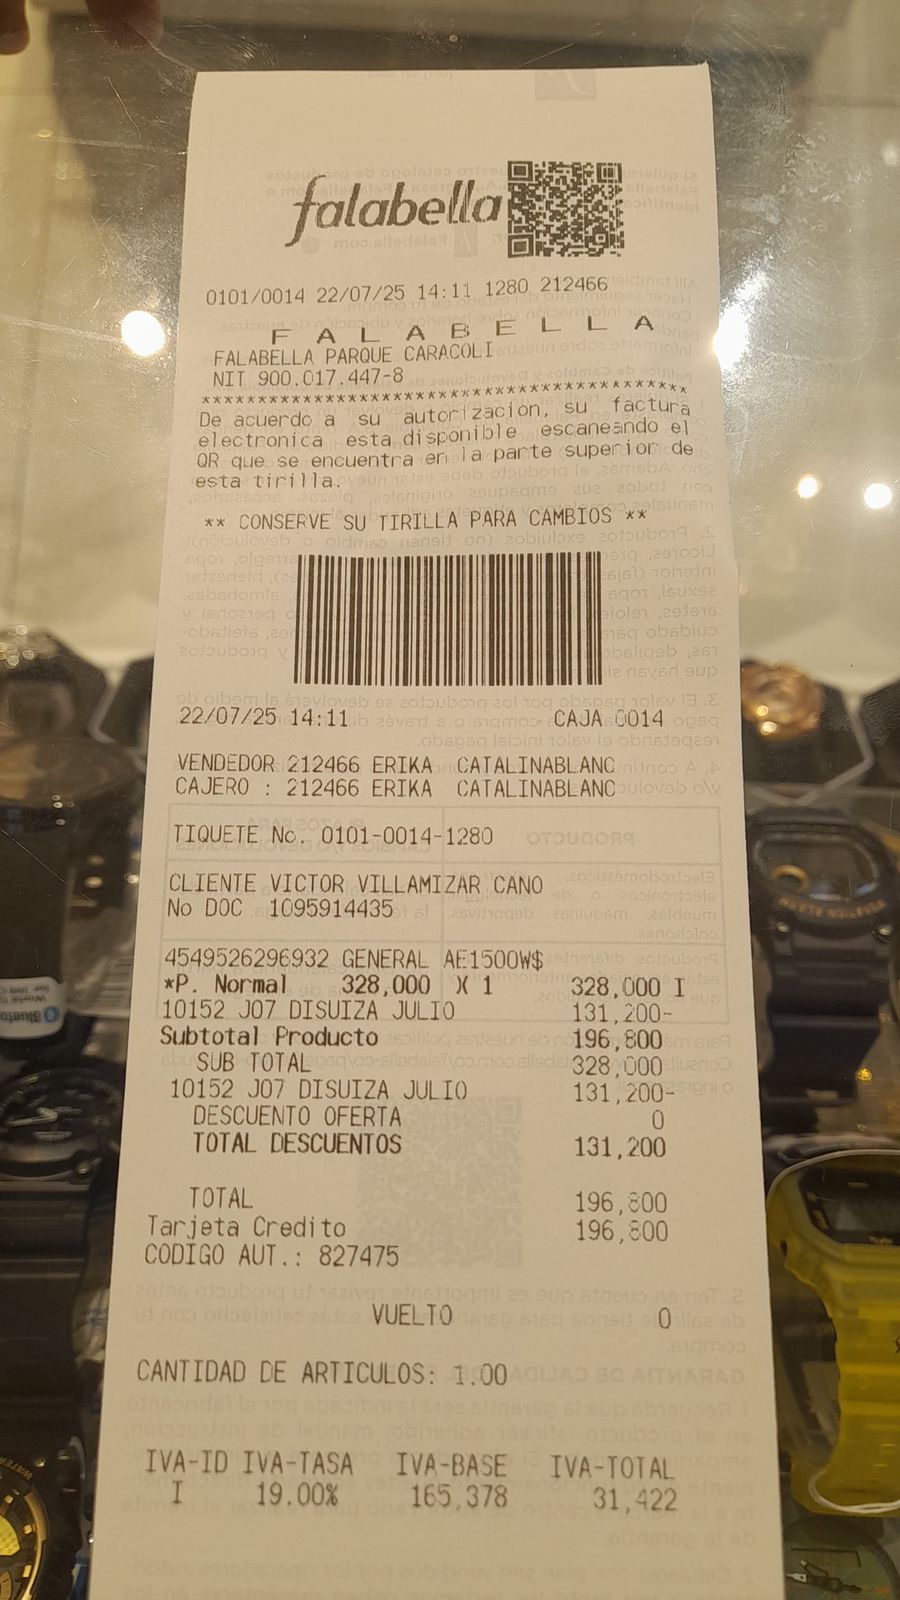 falabella
0101/0014 22/07/25 14:11 1280 212466
F A L A B E L L A
FALABELLA PARQUE CARACOLI
NIT 900.017.447-8
************************************************
De acuerdo a su autorizacion, su factura
electronica esta disponible escaneando el
QR que se encuentra en la parte superior de
esta tirilla.
** CONSERVE SU TIRILLA PARA CAMBIOS **
22/07/25 14:11 CAJA 0014
VENDEDOR 212466 ERIKA CATALINABLANC
CAJERO : 212466 ERIKA CATALINABLANC
TIQUETE No. 0101-0014-1280
CLIENTE VICTOR VILLAMIZAR CANO
No DOC 1095914435
4549526296932 GENERAL AE1500W$
*P. Normal 328,000 X 1 328,000 I
10152 J07 DISUIZA JULIO 131,200-
Subtotal Producto 196,800
SUB TOTAL 328,000
10152 J07 DISUIZA JULIO 131,200-
DESCUENTO OFERTA 0
TOTAL DESCUENTOS 131,200
TOTAL 196,800
Tarjeta Credito 196,800
CODIGO AUT.: 827475
VUELTO 0
CANTIDAD DE ARTICULOS: 1.00
IVA-ID IVA-TASA IVA-BASE IVA-TOTAL
I 19.00% 165,378 31,422